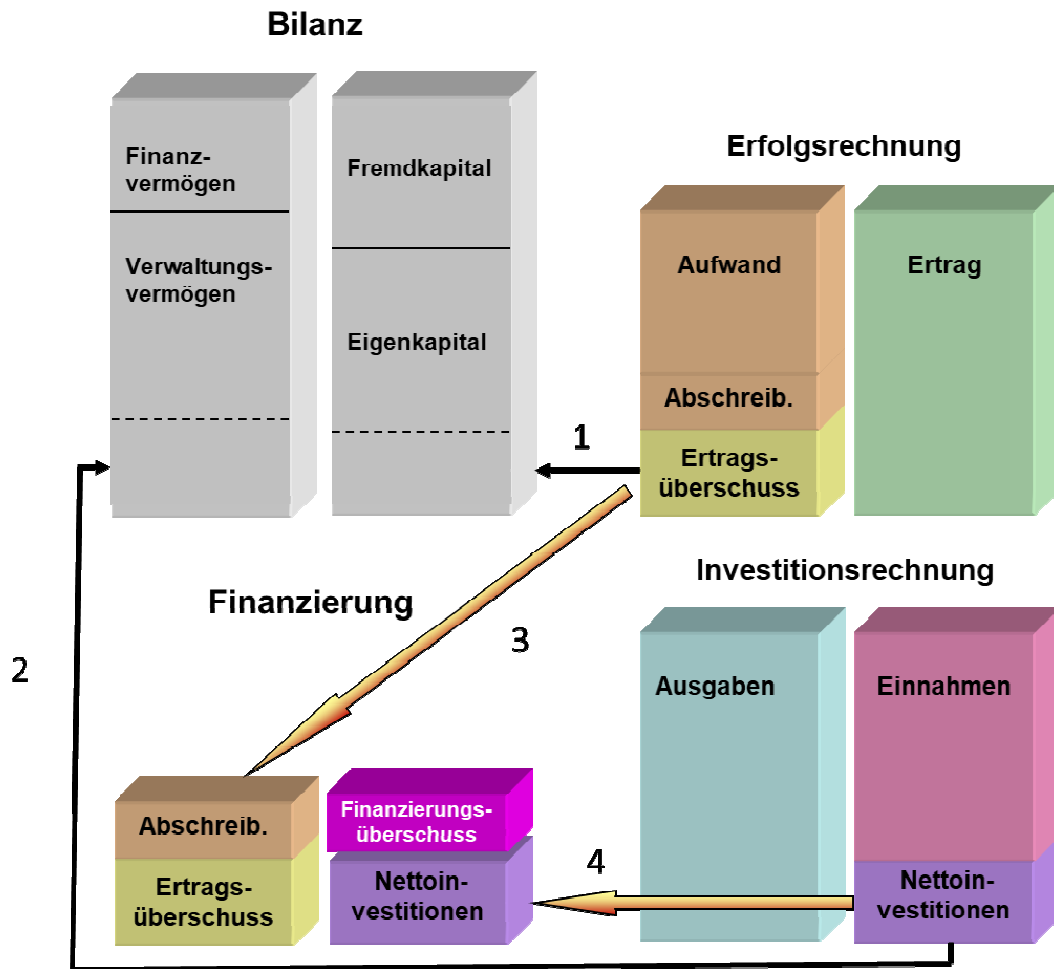 Bilanz
Finanz-
vermögen
Verwaltungs-
vermögen
Fremdkapital
Eigenkapital
Erfolgsrechnung
Aufwand
Abschreib.
Ertrags-
überschuss
Ertrag
1
2
Finanzierung
3
Abschreib.
Ertrags-
überschuss
Finanzierungs-
überschuss
Nettoin-
vestitionen
4
Investitionsrechnung
Ausgaben
Einnahmen
Nettoin-
vestitionen